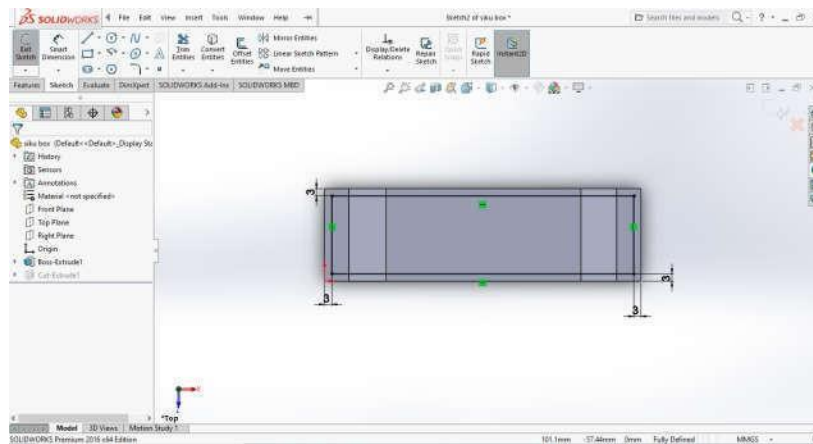 SOLIDWORKS File Edit View Insert Tools Window Help Sketch2 of siku box * Search files and models
Exit Sketch
Smart Dimension
Trim Entities
Convert Entities
Offset Entities
Mirror Entities
Linear Sketch Pattern
Move Entities
Display/Delete Relations
Repair Sketch
Rapid Sketch
Instant2D
Features Sketch Evaluate DimXpert SOLIDWORKS Add-Ins SOLIDWORKS MBD
siku box (Default<<Default>_Display Sta
History
Sensors
Annotations
Material <not specified>
Front Plane
Top Plane
Right Plane
Origin
Boss-Extrude1
Cut-Extrude1
3
3
3
3
*Top
Model 3D Views Motion Study 1
SOLIDWORKS Premium 2016 x64 Edition 101.1mm -57.44mm 0mm Fully Defined MMGS